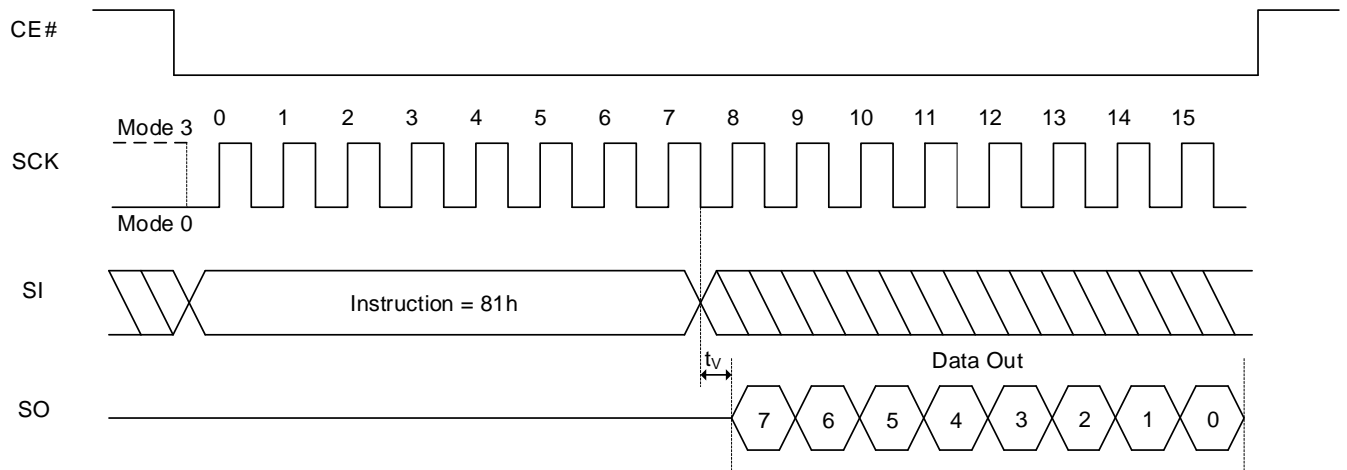 CE#
Mode 3
0 1 2 3 4 5 6 7 8 9 10 11 12 13 14 15
SCK
Mode 0
SI
Instruction = 81h
tV
Data Out
SO
7 6 5 4 3 2 1 0